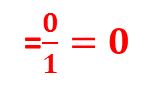 =0/1 = 0